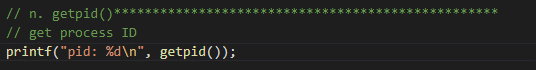 // n. getpid()**************************************************
// get process ID
printf("pid: %d\n", getpid());